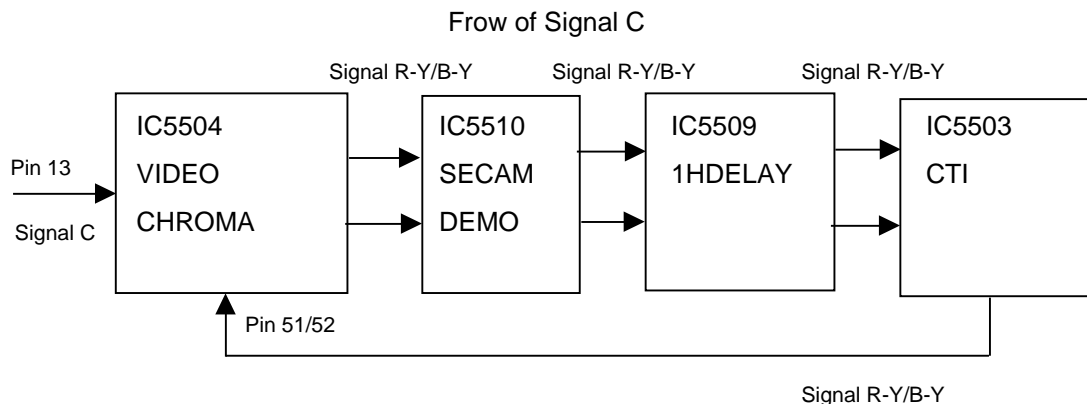 Frow of Signal C
Signal R-Y/B-Y
Signal R-Y/B-Y
Signal R-Y/B-Y
Pin 13
Signal C
IC5504
VIDEO
CHROMA
IC5510
SECAM
DEMO
IC5509
1HDELAY
IC5503
CTI
Pin 51/52
Signal R-Y/B-Y